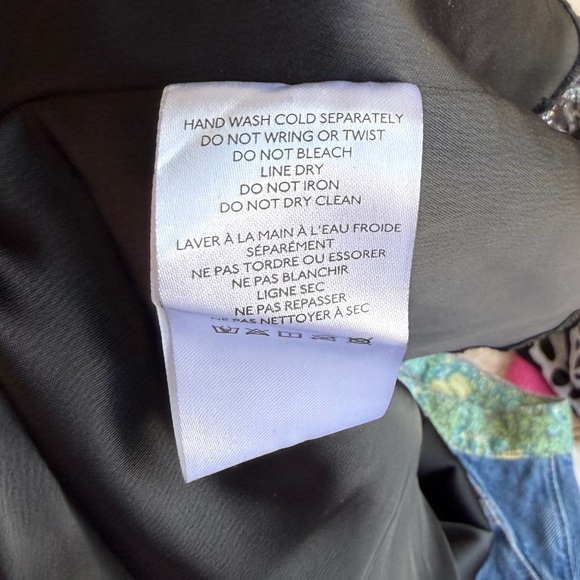 HAND WASH COLD SEPARATELY
DO NOT WRING OR TWIST
DO NOT BLEACH
LINE DRY
DO NOT IRON
DO NOT DRY CLEAN
LAVER À LA MAIN À L'EAU FROIDE
SÉPARÉMENT
NE PAS TORDRE OU ESSORER
NE PAS BLANCHIR
LIGNE SEC
NE PAS REPASSER
NE PAS NETTOYER À SEC